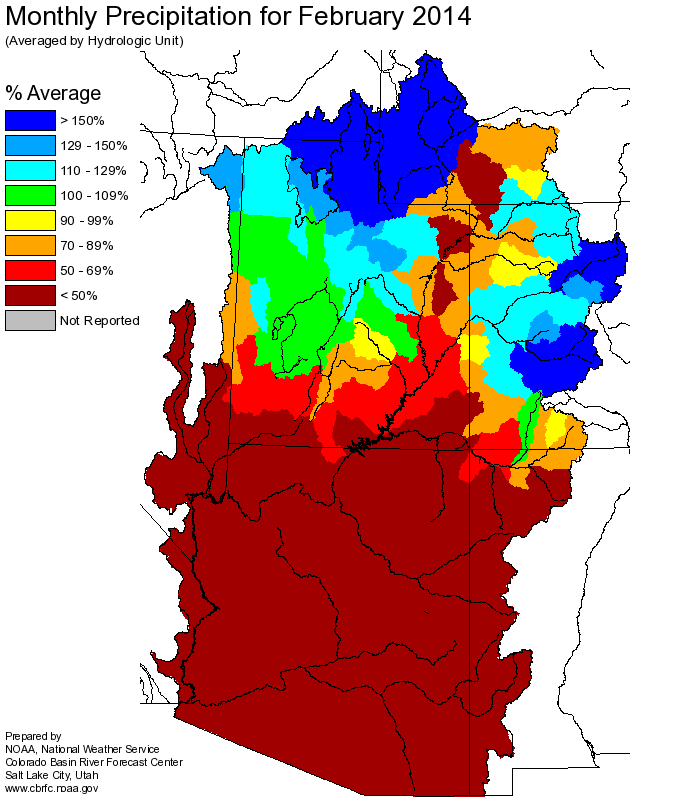 Monthly Precipitation for February 2014
(Averaged by Hydrologic Unit)
% Average
> 150%
129 - 150%
110 - 129%
100 - 109%
90 - 99%
70 - 89%
50 - 69%
< 50%
Not Reported
Prepared by
NOAA, National Weather Service
Colorado Basin River Forecast Center
Salt Lake City, Utah
www.cbrfc.noaa.gov